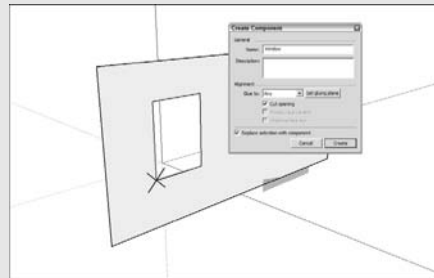 Create Component
General
Name: Window
Description:
Alignment
Glue to: Any Set gluing plane
Cut opening
Replace selection with component
Cancel Create